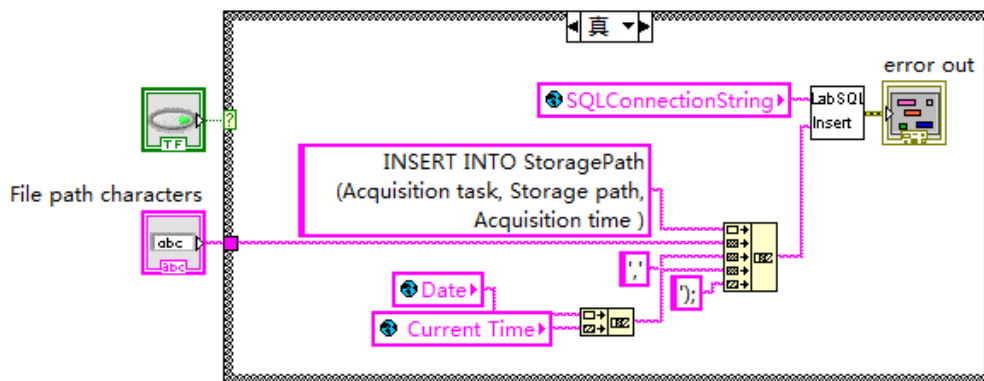 真
error out
SQLConnectionString
LabSQL
Insert
TF
INSERT INTO StoragePath
(Acquisition task, Storage path,
Acquisition time )
File path characters
abc
abc
','
');
Date
Current Time
?